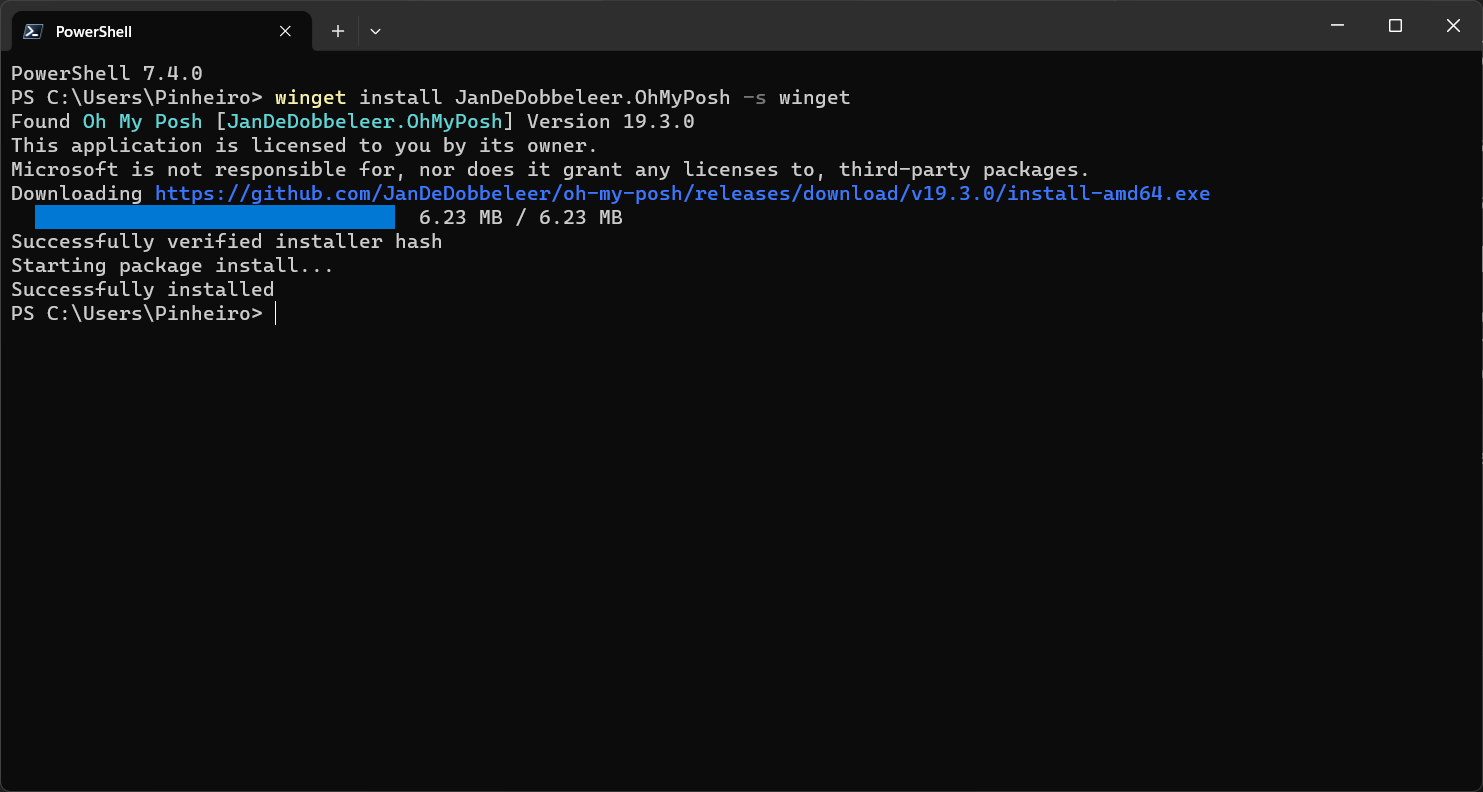 PowerShell
PowerShell 7.4.0
PS C:\Users\Pinheiro> winget install JanDeDobbeleer.OhMyPosh -s winget
Found Oh My Posh [JanDeDobbeleer.OhMyPosh] Version 19.3.0
This application is licensed to you by its owner.
Microsoft is not responsible for, nor does it grant any licenses to, third-party packages.
Downloading https://github.com/JanDeDobbeleer/oh-my-posh/releases/download/v19.3.0/install-amd64.exe
6.23 MB / 6.23 MB
Successfully verified installer hash
Starting package install...
Successfully installed
PS C:\Users\Pinheiro>